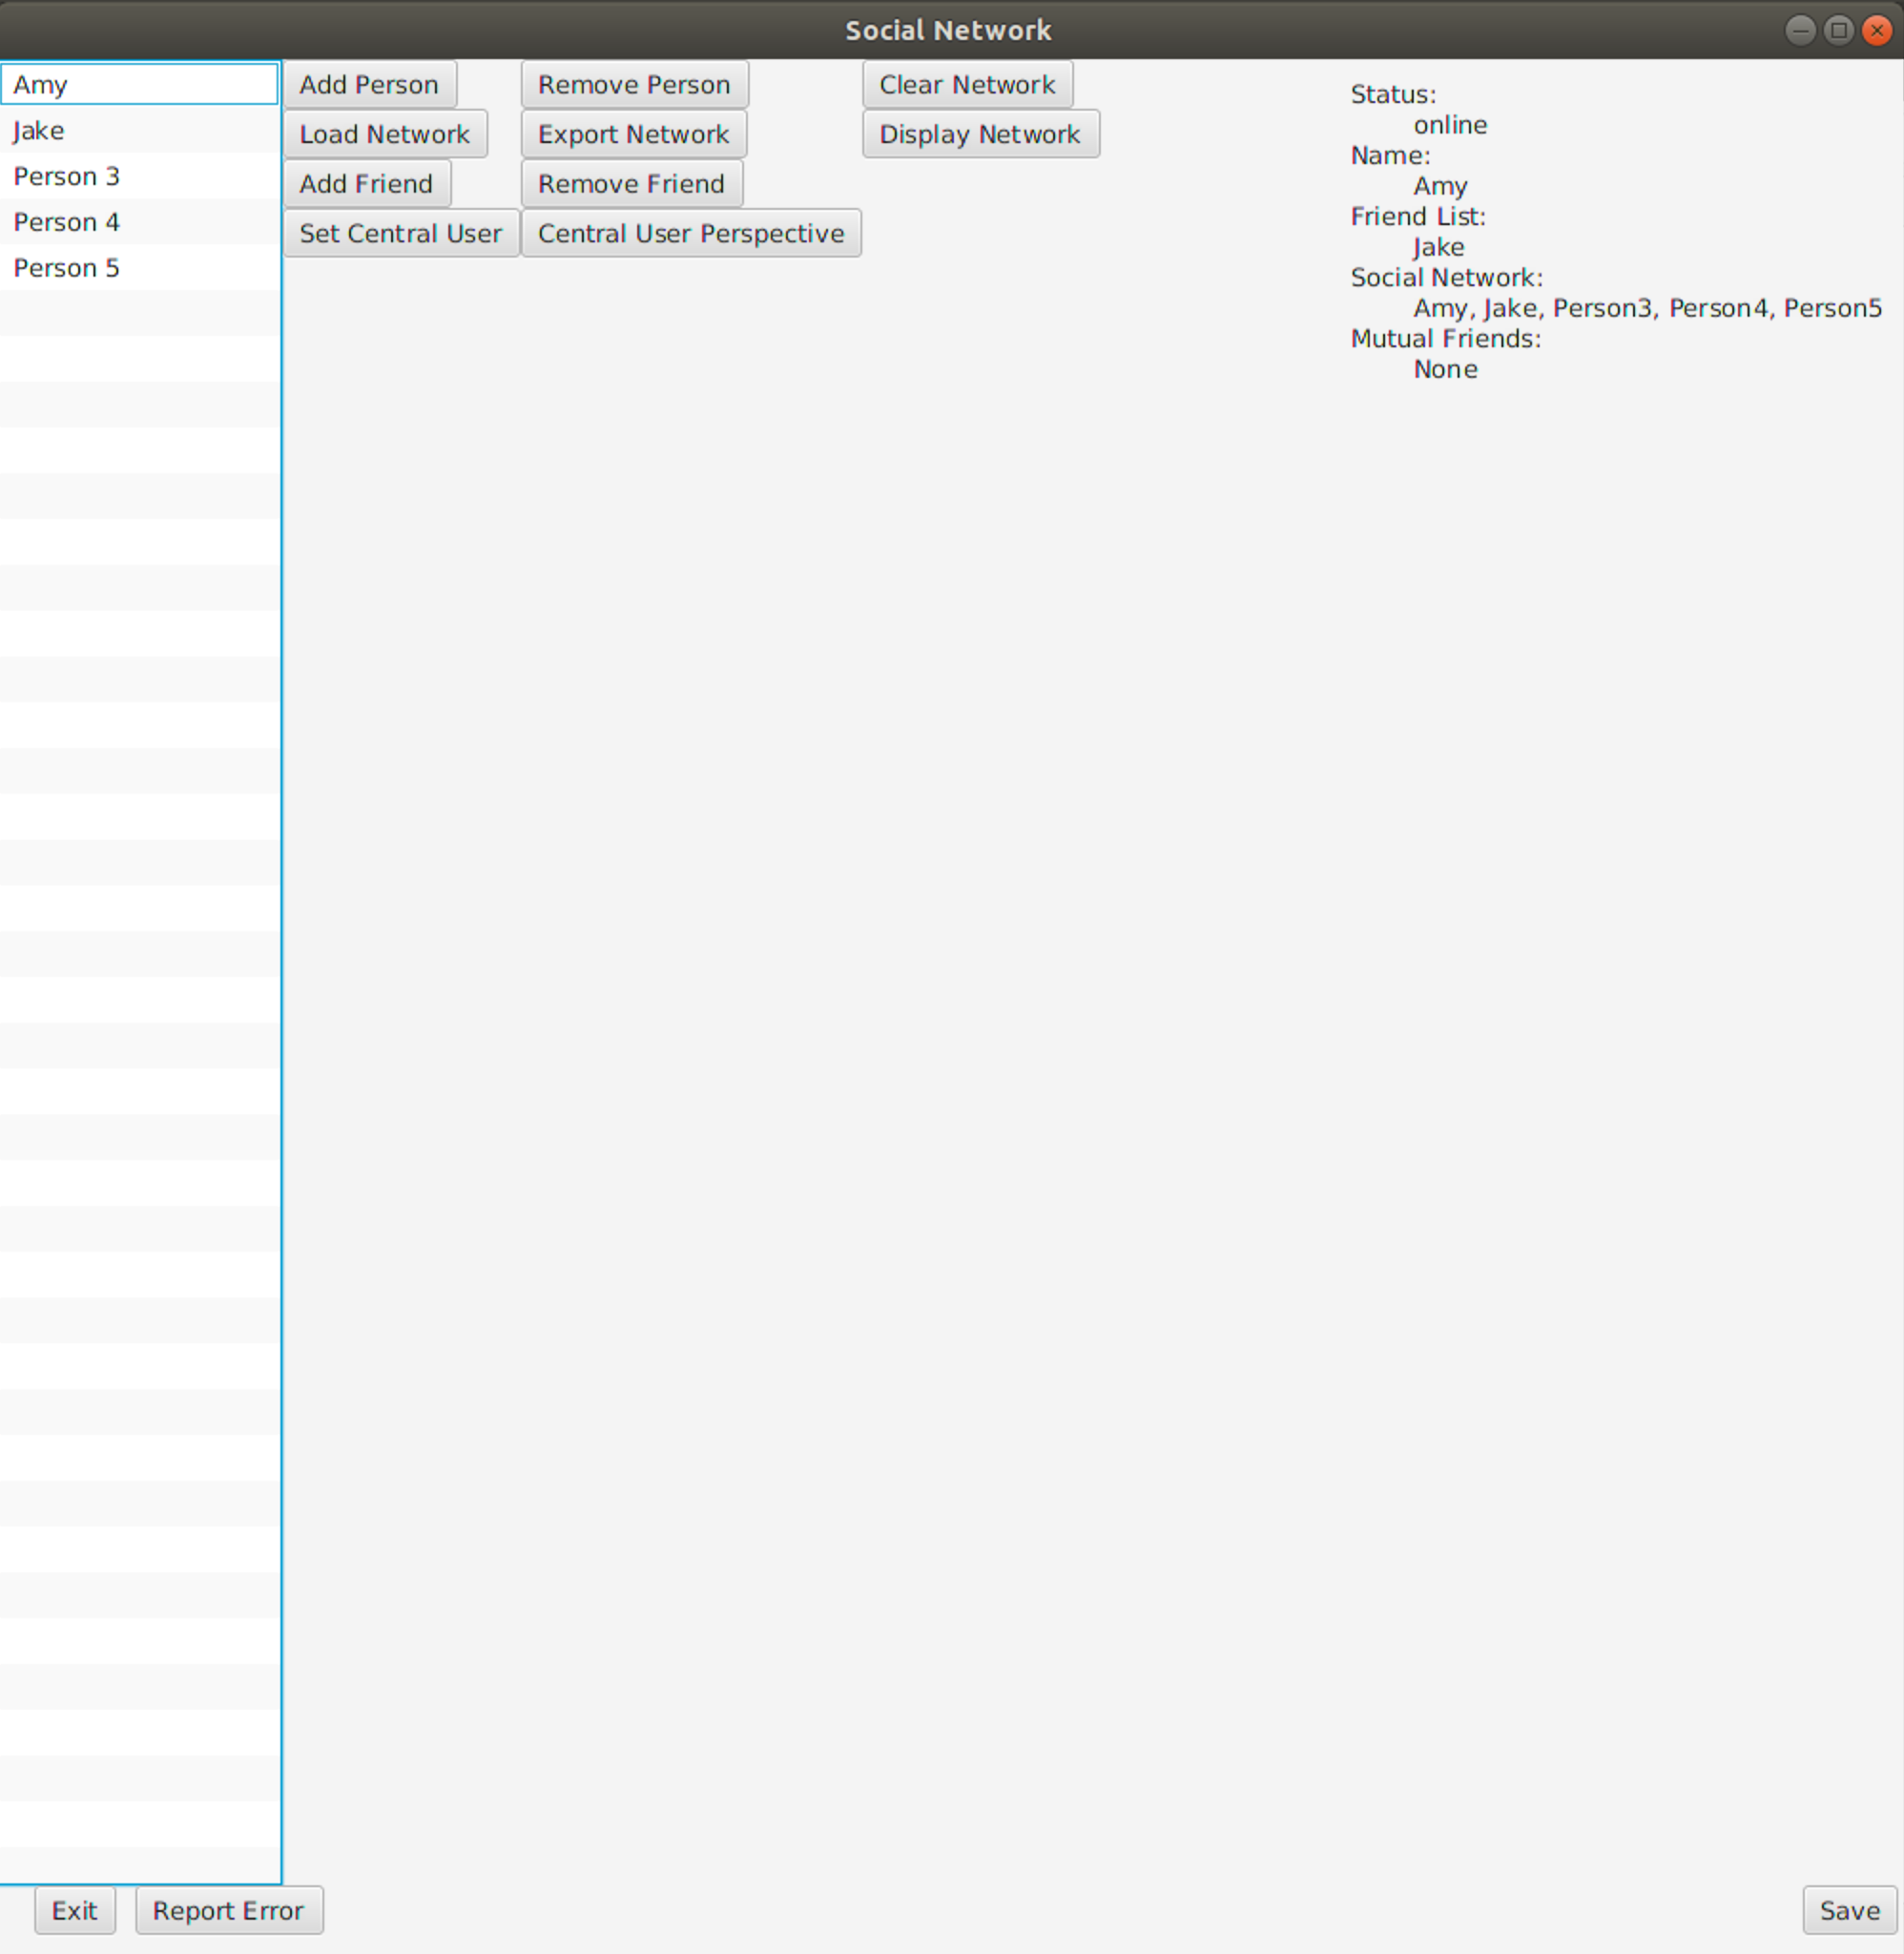 Social Network
Amy
Jake
Person 3
Person 4
Person 5
Add Person Remove Person Clear Network
Load Network Export Network Display Network
Add Friend Remove Friend
Set Central User Central User Perspective
Status:
online
Name:
Amy
Friend List:
Jake
Social Network:
Amy, Jake, Person3, Person4, Person5
Mutual Friends:
None
Exit Report Error Save